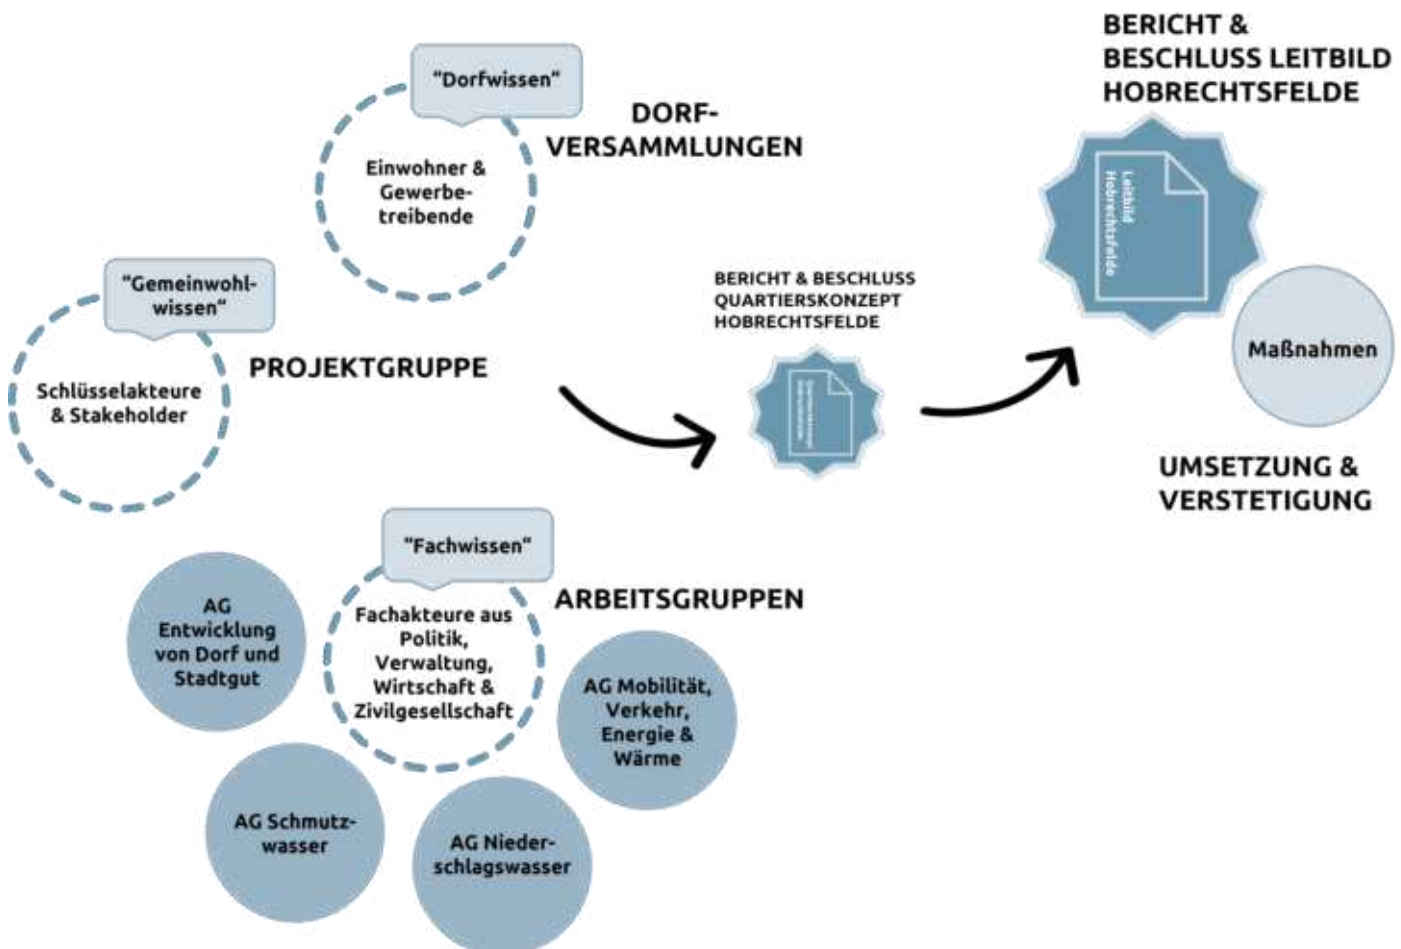 "Dorfwissen"
Einwohner &
Gewerbe-
treibende
DORF-
VERSAMMLUNGEN
"Gemeinwohl-
wissen"
Schlüsselakteure
& Stakeholder
PROJEKTGRUPPE
"Fachwissen"
Fachakteure aus
Politik,
Verwaltung,
Wirtschaft &
Zivilgesellschaft
ARBEITSGRUPPEN
AG
Entwicklung
von Dorf und
Stadtgut
AG Schmutz-
wasser
AG Nieder-
schlagswasser
AG Mobilität,
Verkehr,
Energie &
Wärme
BERICHT & BESCHLUSS
QUARTIERSKONZEPT
HOBRECHTSFELDE
BERICHT &
BESCHLUSS LEITBILD
HOBRECHTSFELDE
Leitbild
Hobrechtsfelde
Maßnahmen
UMSETZUNG &
VERSTETIGUNG